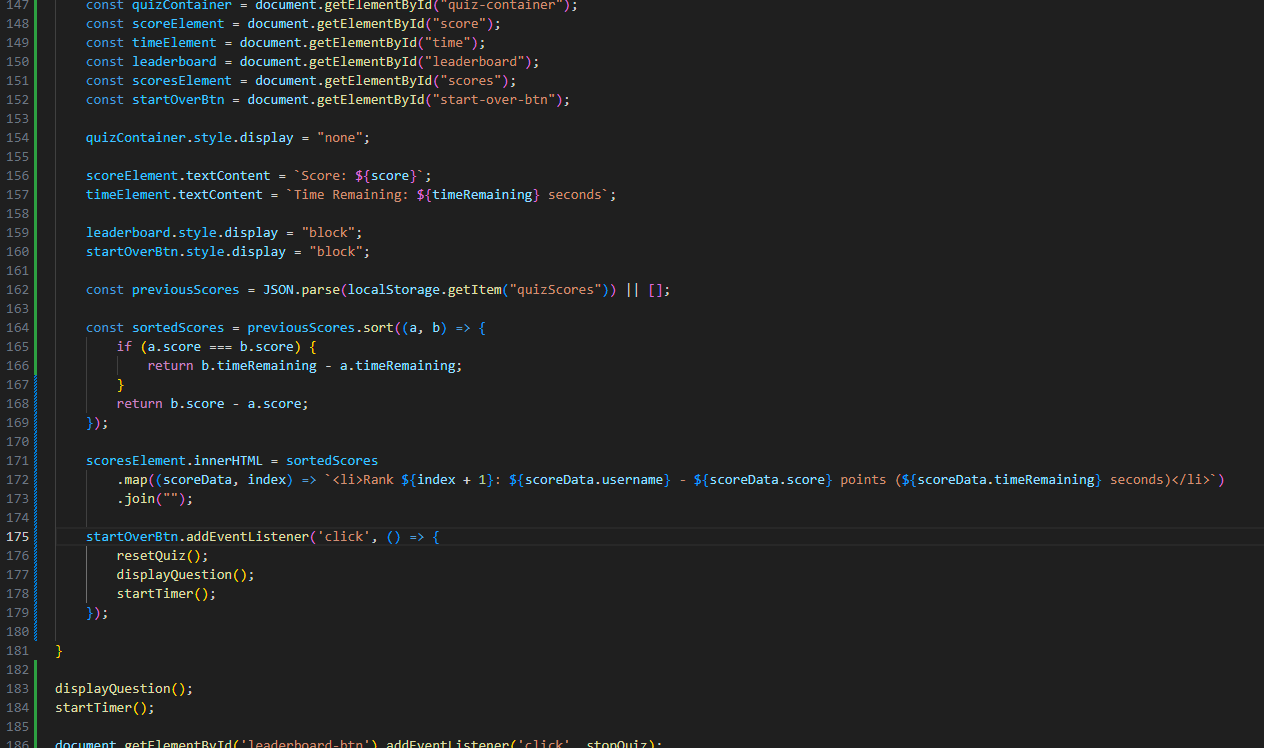 147 const quizContainer = document.getElementById("quiz-container");
148 const scoreElement = document.getElementById("score");
149 const timeElement = document.getElementById("time");
150 const leaderboard = document.getElementById("leaderboard");
151 const scoresElement = document.getElementById("scores");
152 const startOverBtn = document.getElementById("start-over-btn");
153
154 quizContainer.style.display = "none";
155
156 scoreElement.textContent = `Score: ${score}`;
157 timeElement.textContent = `Time Remaining: ${timeRemaining} seconds`;
158
159 leaderboard.style.display = "block";
160 startOverBtn.style.display = "block";
161
162 const previousScores = JSON.parse(localStorage.getItem("quizScores")) || [];
163
164 const sortedScores = previousScores.sort((a, b) => {
165 if (a.score === b.score) {
166 return b.timeRemaining - a.timeRemaining;
167 }
168 return b.score - a.score;
169 });
170
171 scoresElement.innerHTML = sortedScores
172 .map((scoreData, index) => `<li>Rank ${index + 1}: ${scoreData.username} - ${scoreData.score} points (${scoreData.timeRemaining} seconds)</li>`)
173 .join("");
174
175 startOverBtn.addEventListener('click', () => {
176 resetQuiz();
177 displayQuestion();
178 startTimer();
179 });
180
181 }
182
183 displayQuestion();
184 startTimer();
185
186 document.getElementById('leaderboard-btn').addEventListener('click', stopQuiz);